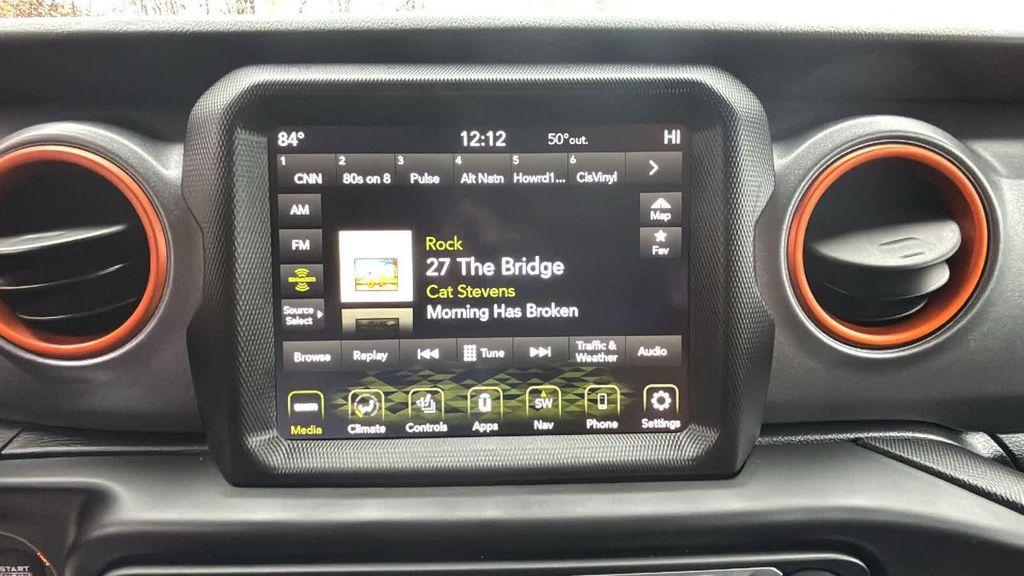 84° 12:12 50°out. HI
1 2 3 4 5 6
CNN 80s on 8 Pulse Alt Natn Howrd1... ClsVinyl
AM
Map
FM
Fav
Rock
27 The Bridge
Cat Stevens
Morning Has Broken
Source
Select
Browse Replay Tune Traffic &
Weather Audio
SW
Media Climate Controls Apps Nav Phone Settings
START